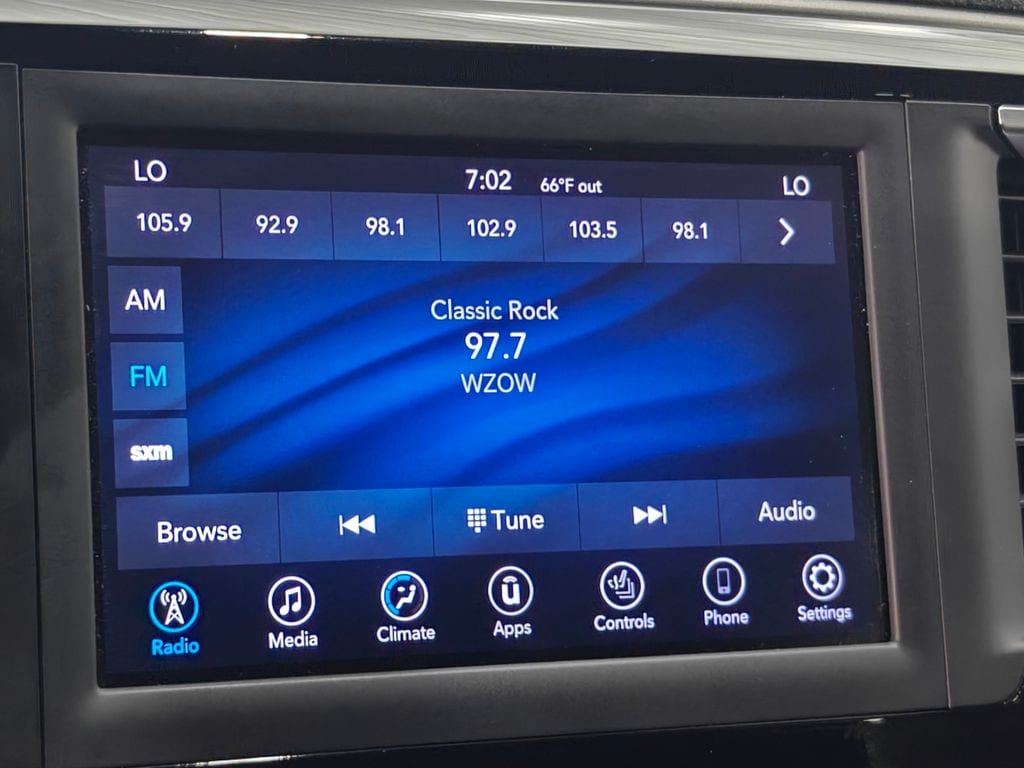 LO 7:02 66°F out LO
105.9 92.9 98.1 102.9 103.5 98.1
AM
Classic Rock
97.7
FM
WZOW
sxm
Browse Tune Audio
Radio Media Climate Apps Controls Phone Settings